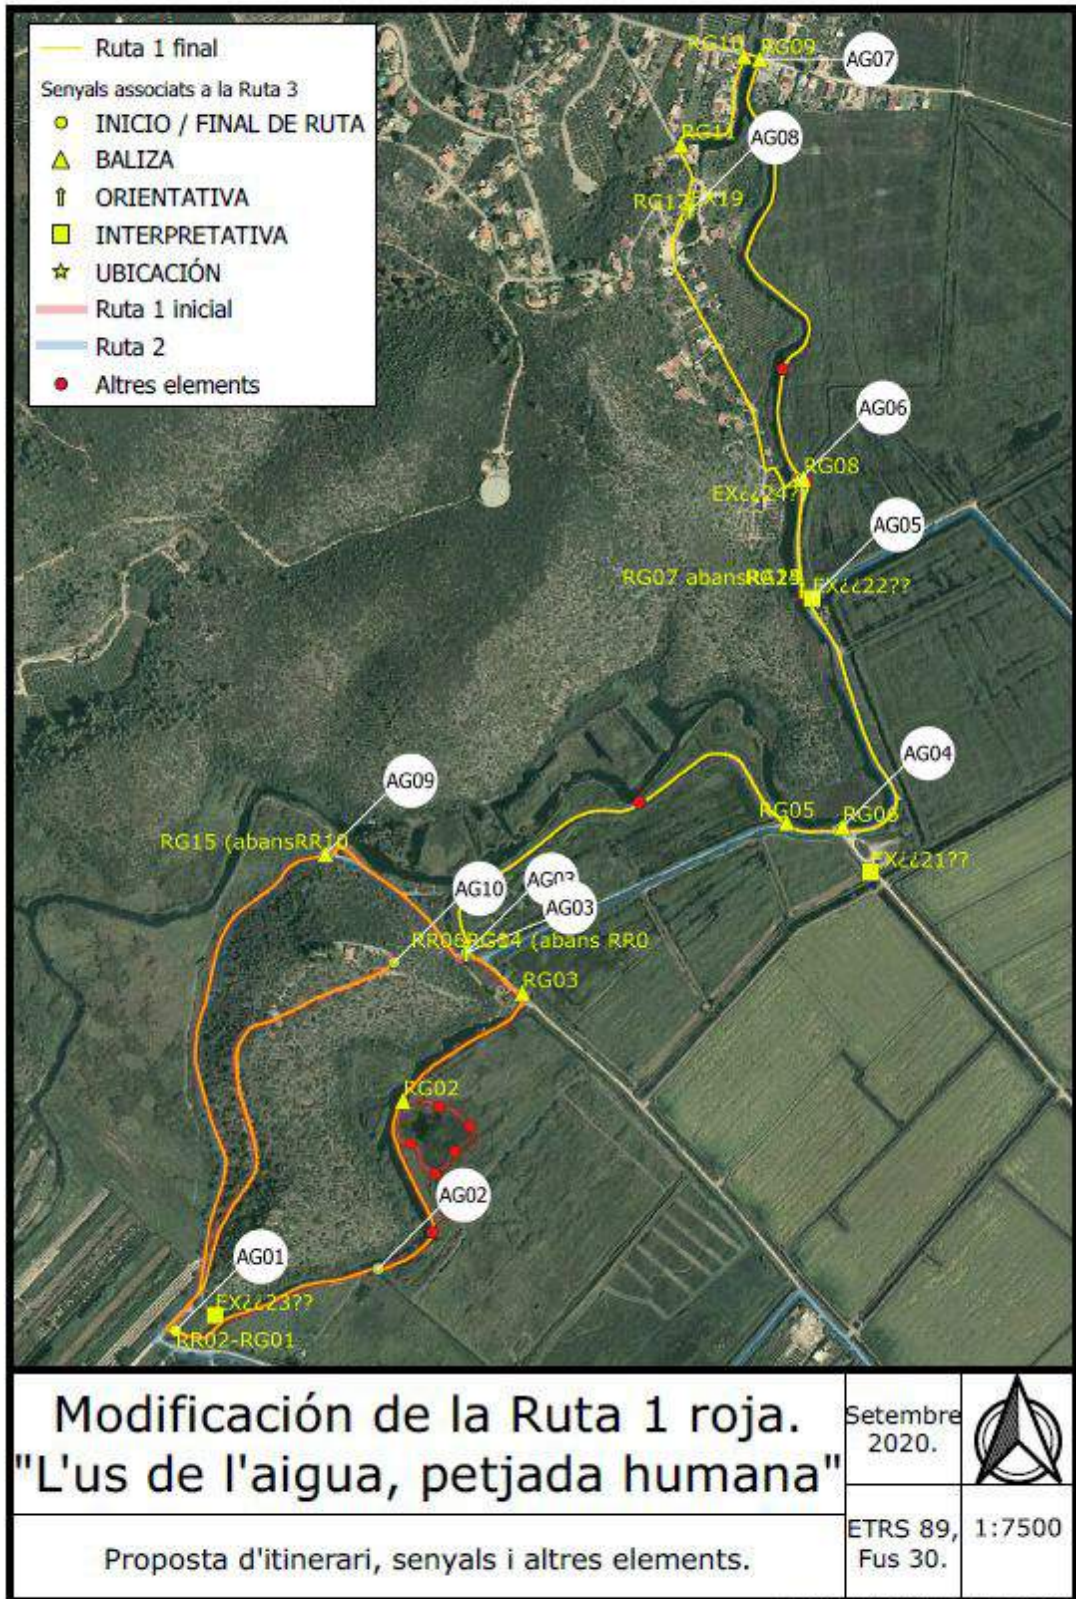 Ruta 1 final
Senyals associats a la Ruta 3
INICIO / FINAL DE RUTA
BALIZA
ORIENTATIVA
INTERPRETATIVA
UBICACIÓN
Ruta 1 inicial
Ruta 2
Altres elements
RG10
RG09
AG07
RG11
AG08
RG12
EX19
AG06
RG08
EX¿¿24??
AG05
RG07 abans
EX¿¿22??
AG04
RG05
RG06
AG09
RG15 (abansRR10
EX¿¿21??
AG10
AG03
AG03
(abans RR0
RG03
RG02
AG02
AG01
EX¿¿23??
RR02-RG01
Modificación de la Ruta 1 roja.
"L'us de l'aigua, petjada humana"
Setembre
2020.
Proposta d'itinerari, senyals i altres elements.
ETRS 89,
Fus 30.
1:7500